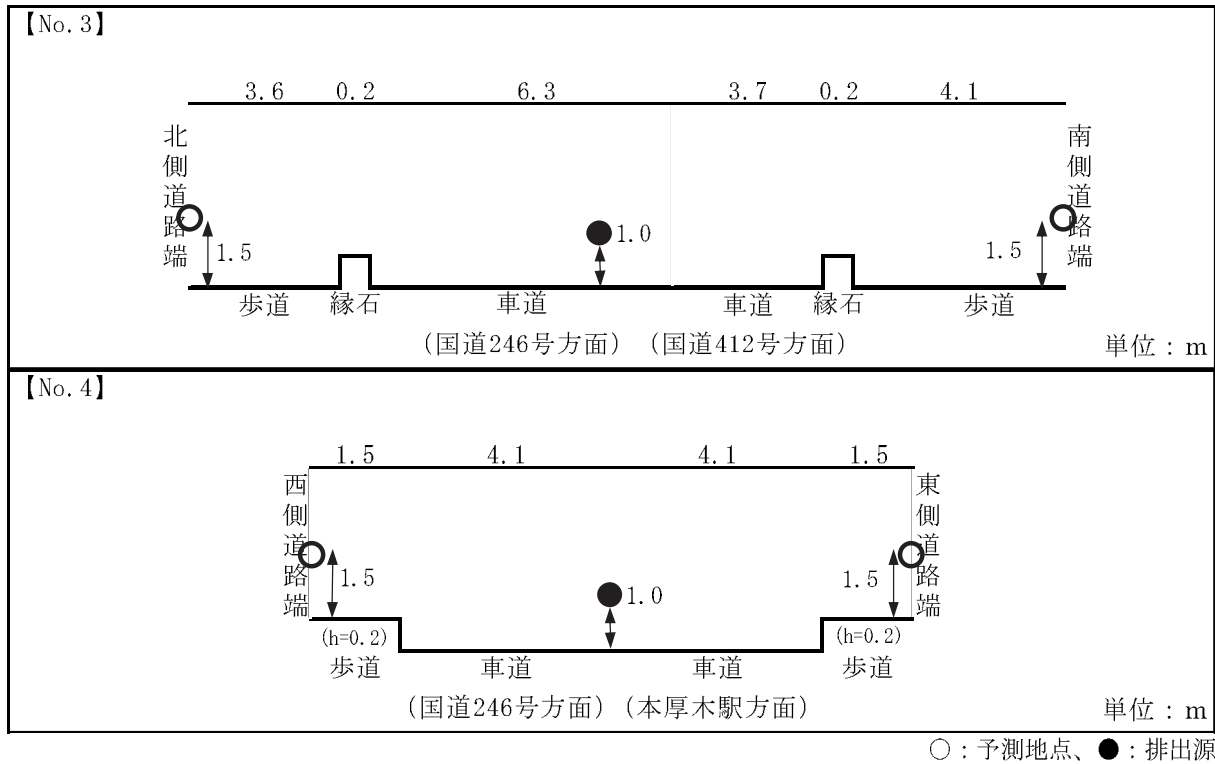 【No.3】
3.6 0.2 6.3 3.7 0.2 4.1
北側道路端
南側道路端
1.5
1.0
1.5
歩道 縁石 車道 車道 縁石 歩道
(国道246号方面) (国道412号方面)
単位：m
【No.4】
1.5 4.1 4.1 1.5
西側道路端
東側道路端
1.5
1.0
1.5
(h=0.2)
(h=0.2)
歩道 車道 車道 歩道
(国道246号方面) (本厚木駅方面)
単位：m
○：予測地点、●：排出源